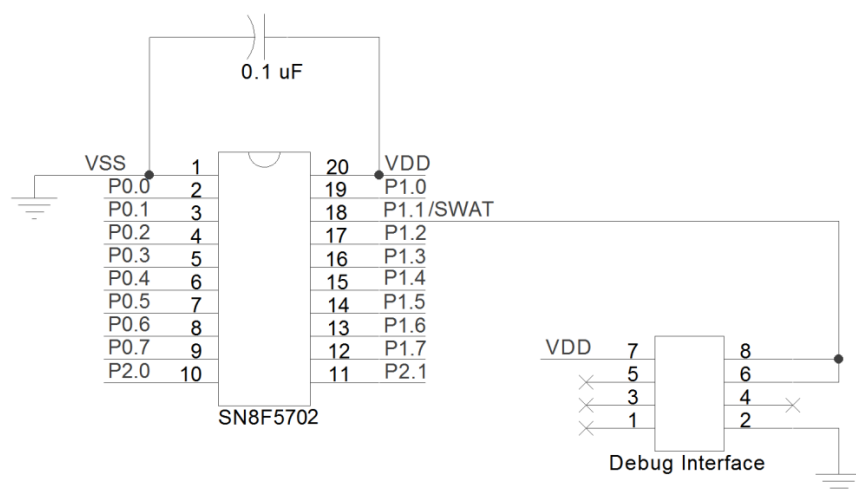 0.1 uF
VSS 1 20 VDD
P0.0 2 19 P1.0
P0.1 3 18 P1.1/SWAT
P0.2 4 17 P1.2
P0.3 5 16 P1.3
P0.4 6 15 P1.4
P0.5 7 14 P1.5
P0.6 8 13 P1.6
P0.7 9 12 P1.7
P2.0 10 11 P2.1
SN8F5702
VDD 7 8
5 6
3 4
1 2
Debug Interface